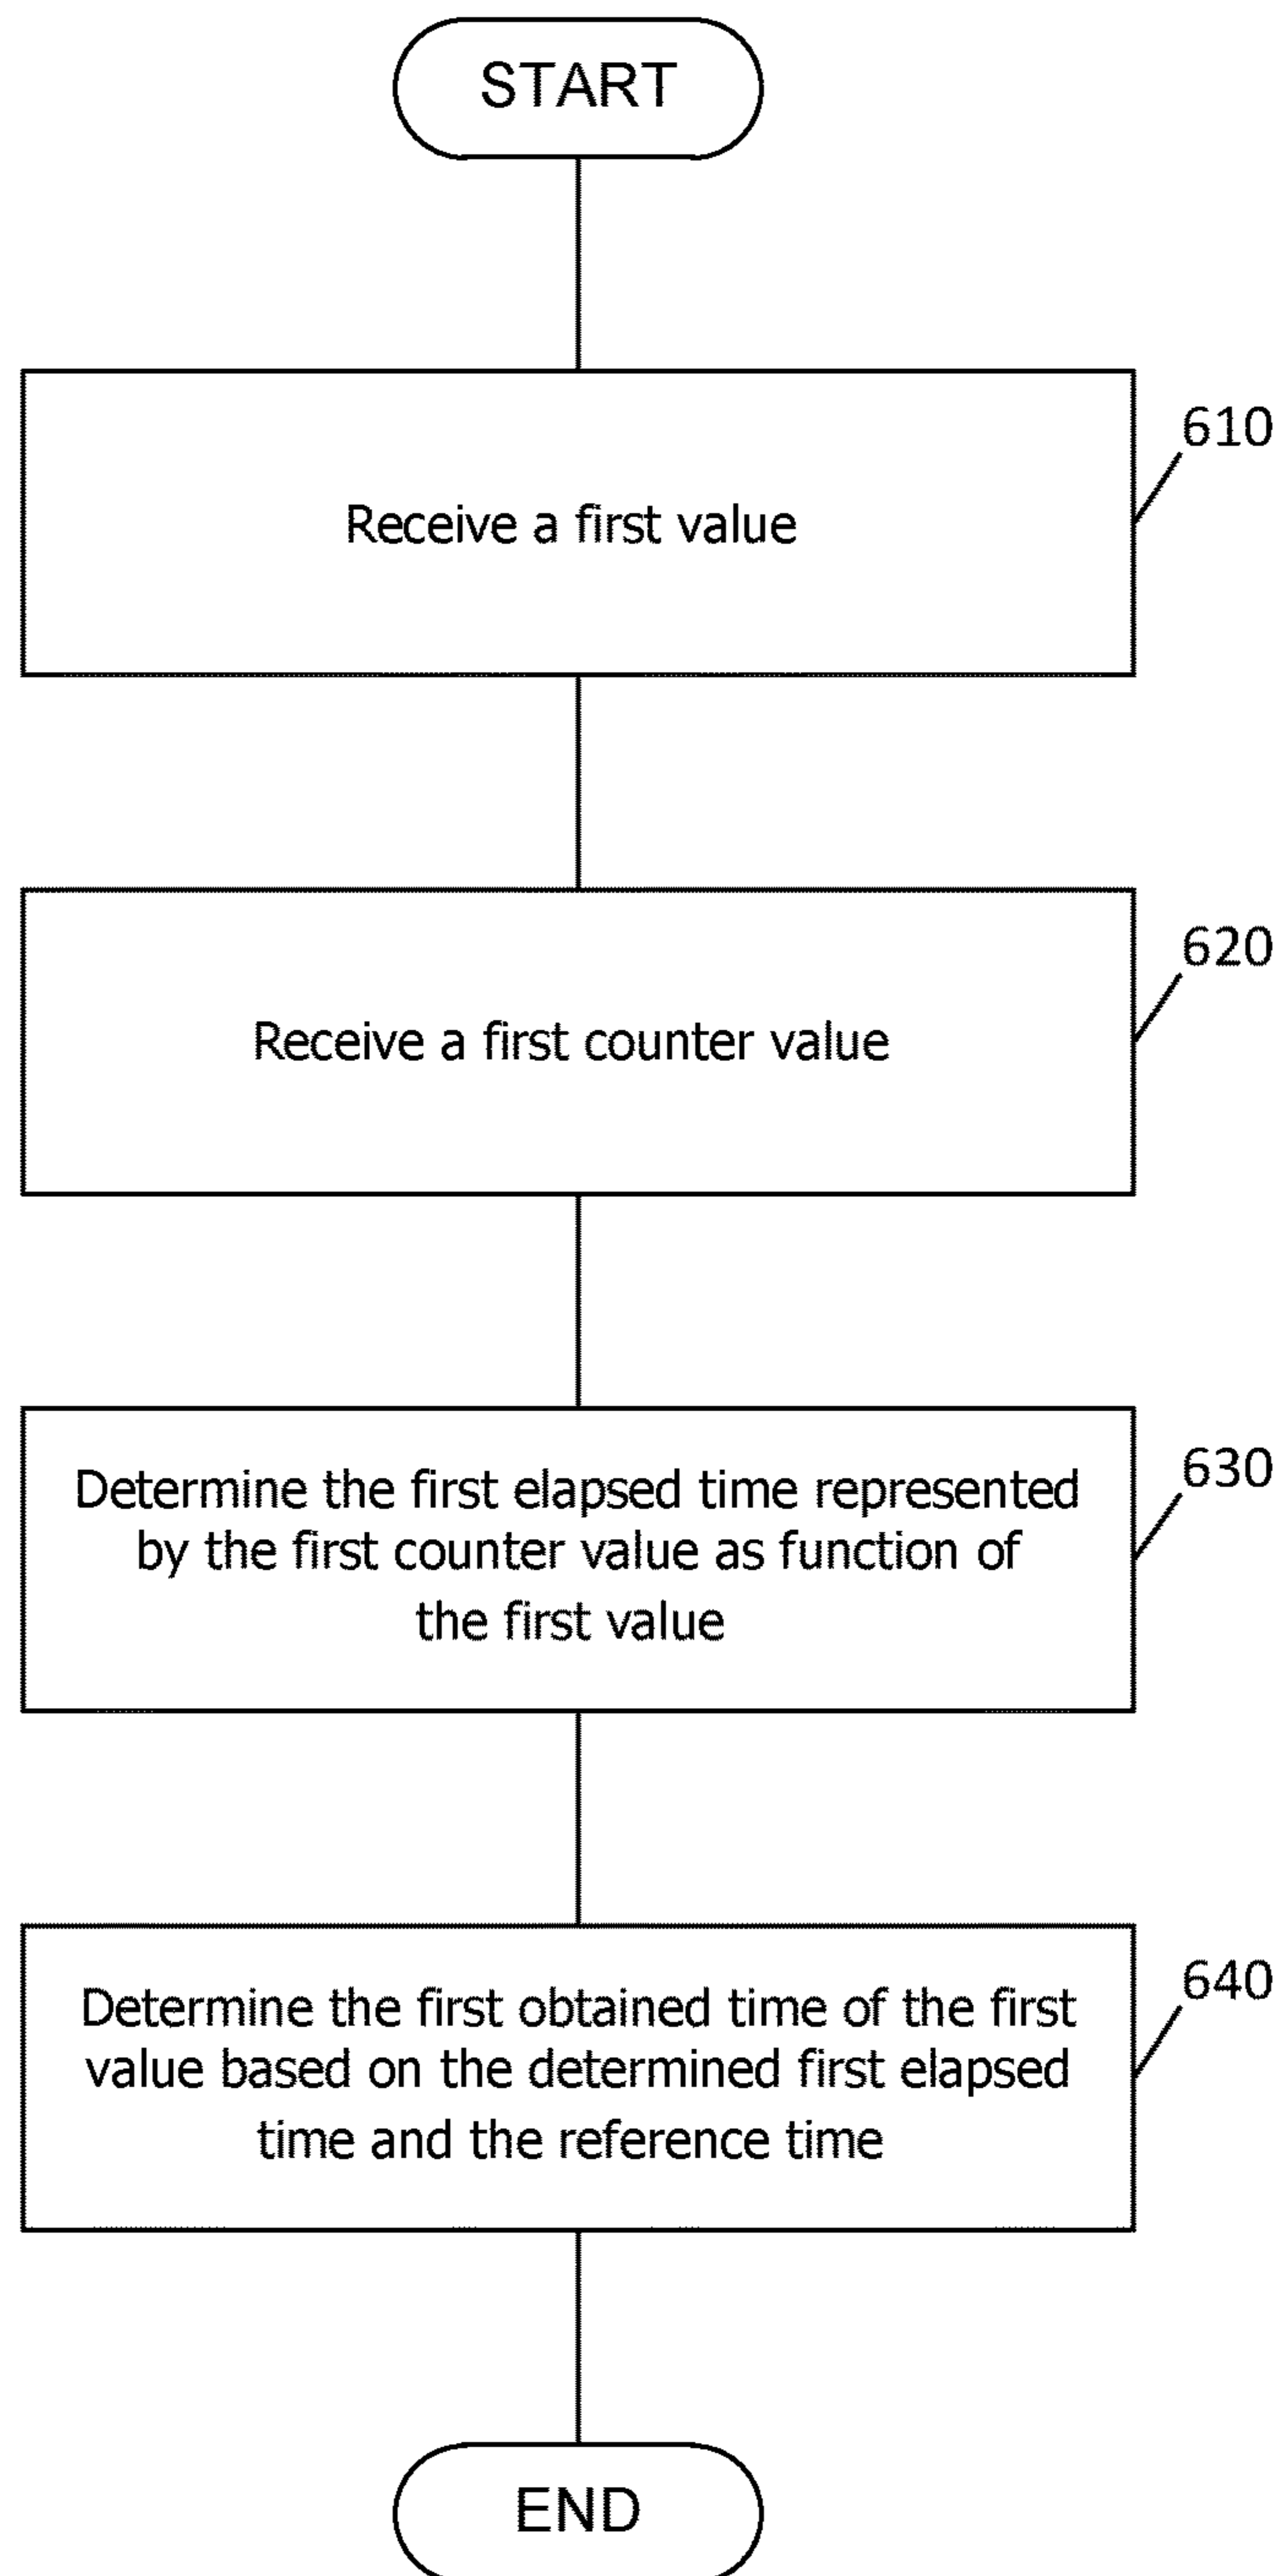 START
610
Receive a first value
620
Receive a first counter value
630
Determine the first elapsed time represented
by the first counter value as function of
the first value
640
Determine the first obtained time of the first
value based on the determined first elapsed
time and the reference time
END